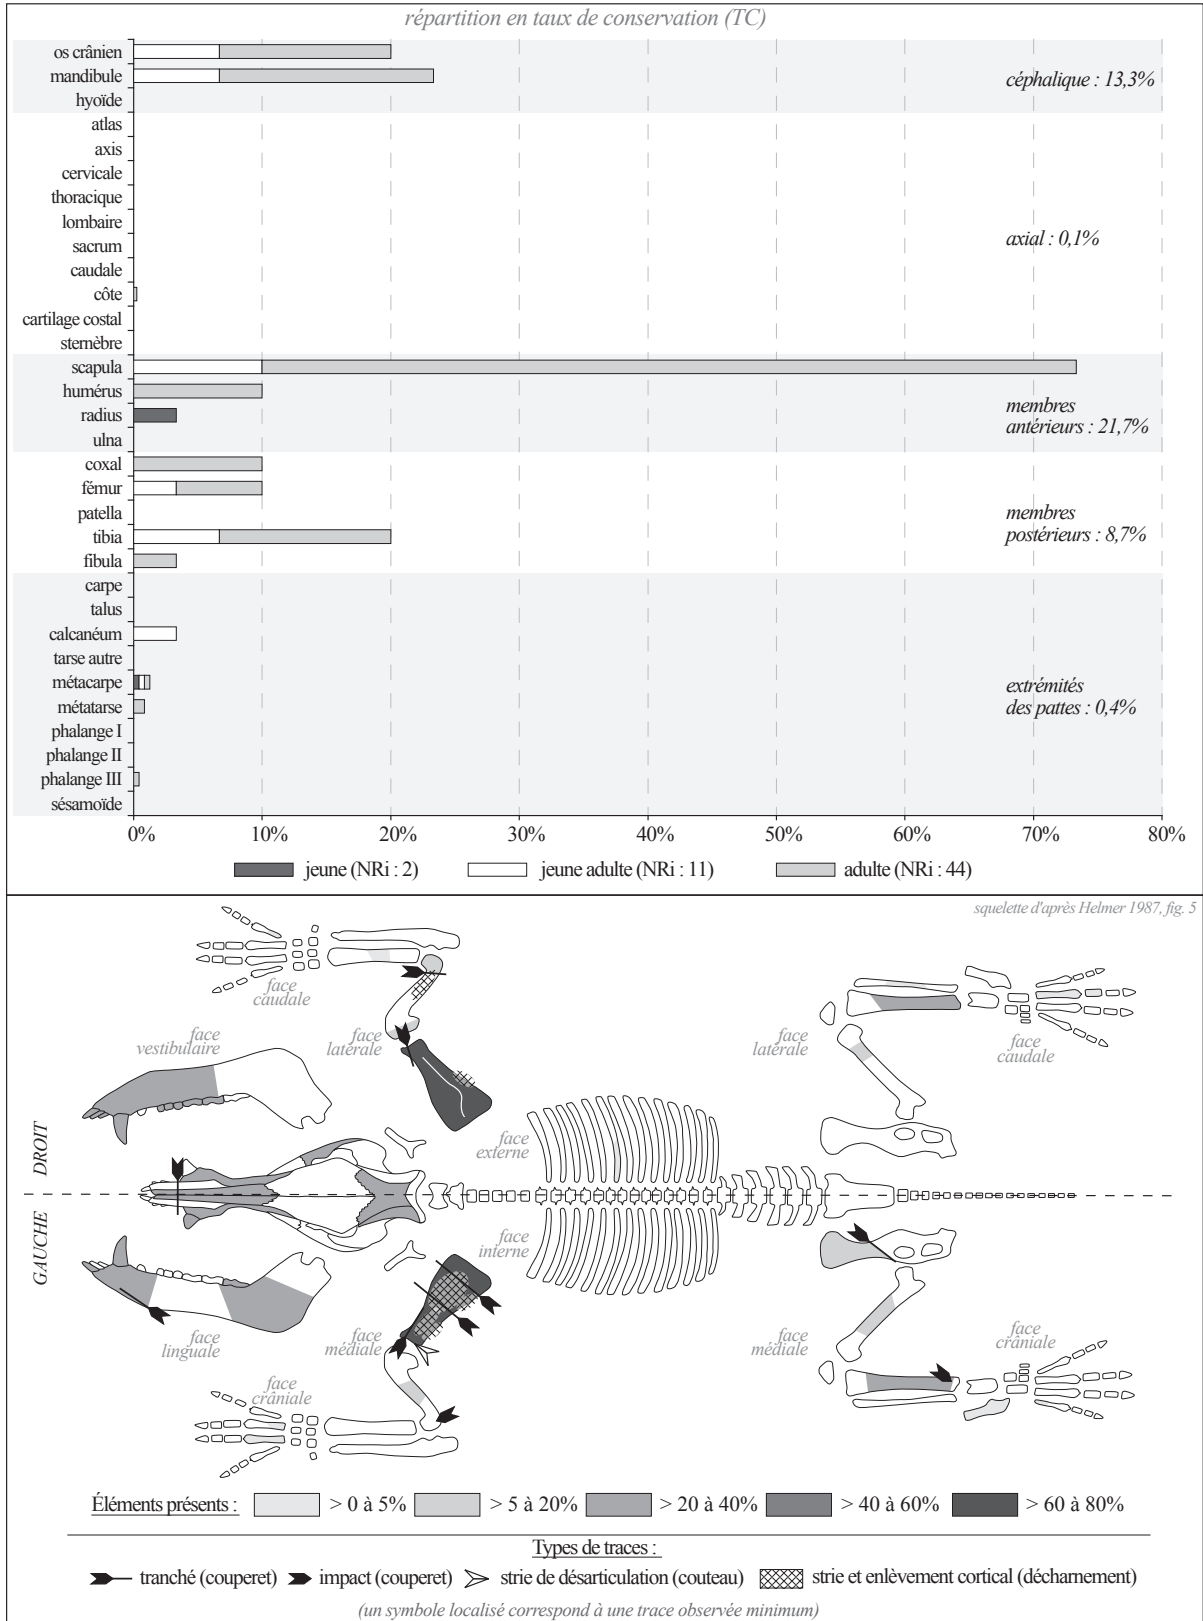 répartition en taux de conservation (TC)
os crânien
mandibule
hyoïde
céphalique : 13,3%
atlas
axis
cervicale
thoracique
lombaire
sacrum
caudale
côte
cartilage costal
sternèbre
axial : 0,1%
scapula
humérus
radius
ulna
membres
antérieurs : 21,7%
coxal
fémur
patella
tibia
fibula
membres
postérieurs : 8,7%
carpe
talus
calcanéum
tarse autre
métacarpe
métatarse
phalange I
phalange II
phalange III
sésamoïde
extrémités
des pattes : 0,4%
0% 10% 20% 30% 40% 50% 60% 70% 80%
jeune (NRi : 2) jeune adulte (NRi : 11) adulte (NRi : 44)
squelette d'après Helmer 1987, fig. 5
face
caudale
face
vestibulaire
face
latérale
face
latérale
face
caudale
face
externe
DROIT
GAUCHE
face
interne
face
linguale
face
médiale
face
médiale
face
crâniale
face
crâniale
Éléments présents : > 0 à 5% > 5 à 20% > 20 à 40% > 40 à 60% > 60 à 80%
Types de traces :
tranché (couperet) impact (couperet) strie de désarticulation (couteau) strie et enlèvement cortical (décharnement)
(un symbole localisé correspond à une trace observée minimum)